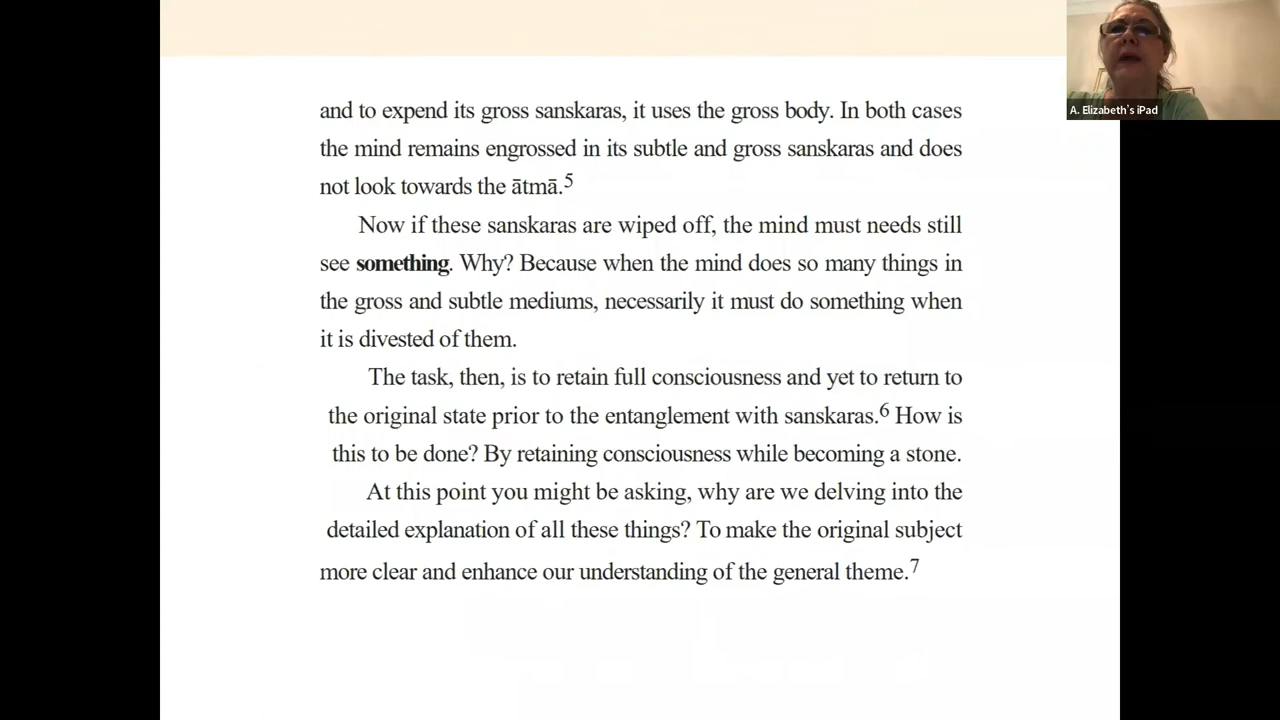 and to expend its gross sanskaras, it uses the gross body. In both cases
the mind remains engrossed in its subtle and gross sanskaras and does
not look towards the ātmā.5
Now if these sanskaras are wiped off, the mind must needs still
see something. Why? Because when the mind does so many things in
the gross and subtle mediums, necessarily it must do something when
it is divested of them.
The task, then, is to retain full consciousness and yet to return to
the original state prior to the entanglement with sanskaras.6 How is
this to be done? By retaining consciousness while becoming a stone.
At this point you might be asking, why are we delving into the
detailed explanation of all these things? To make the original subject
more clear and enhance our understanding of the general theme.7
A. Elizabeth's iPad